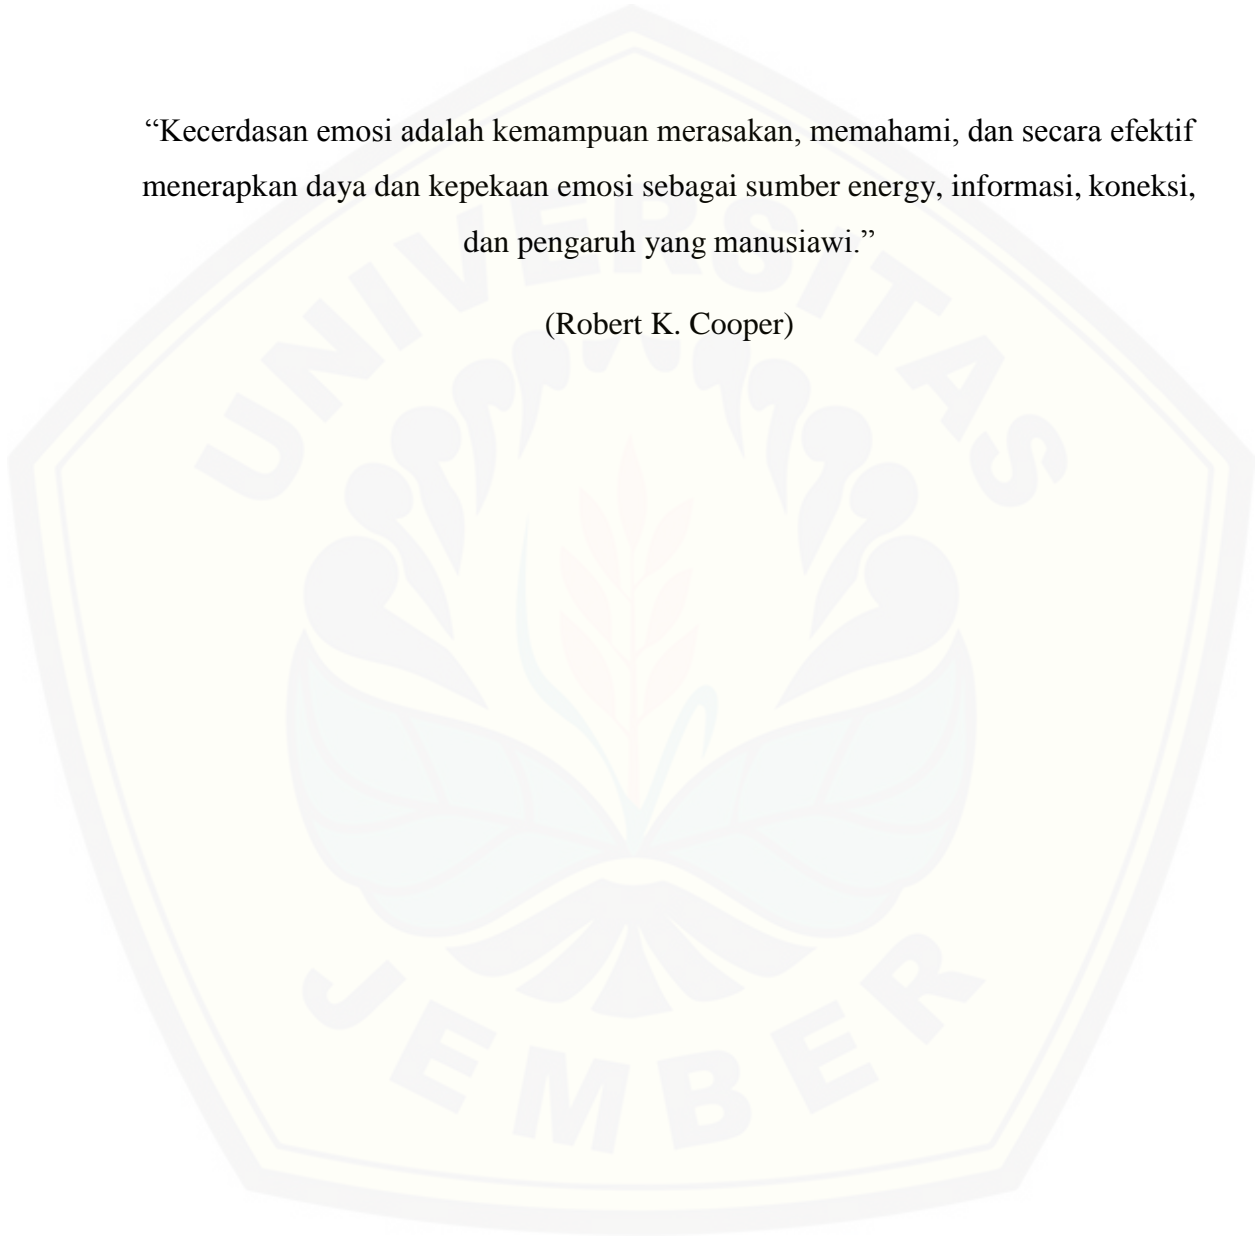 “Kecerdasan emosi adalah kemampuan merasakan, memahami, dan secara efektif
menerapkan daya dan kepekaan emosi sebagai sumber energy, informasi, koneksi,
dan pengaruh yang manusiawi.”
(Robert K. Cooper)
UNIVERSITAS
JEMBER